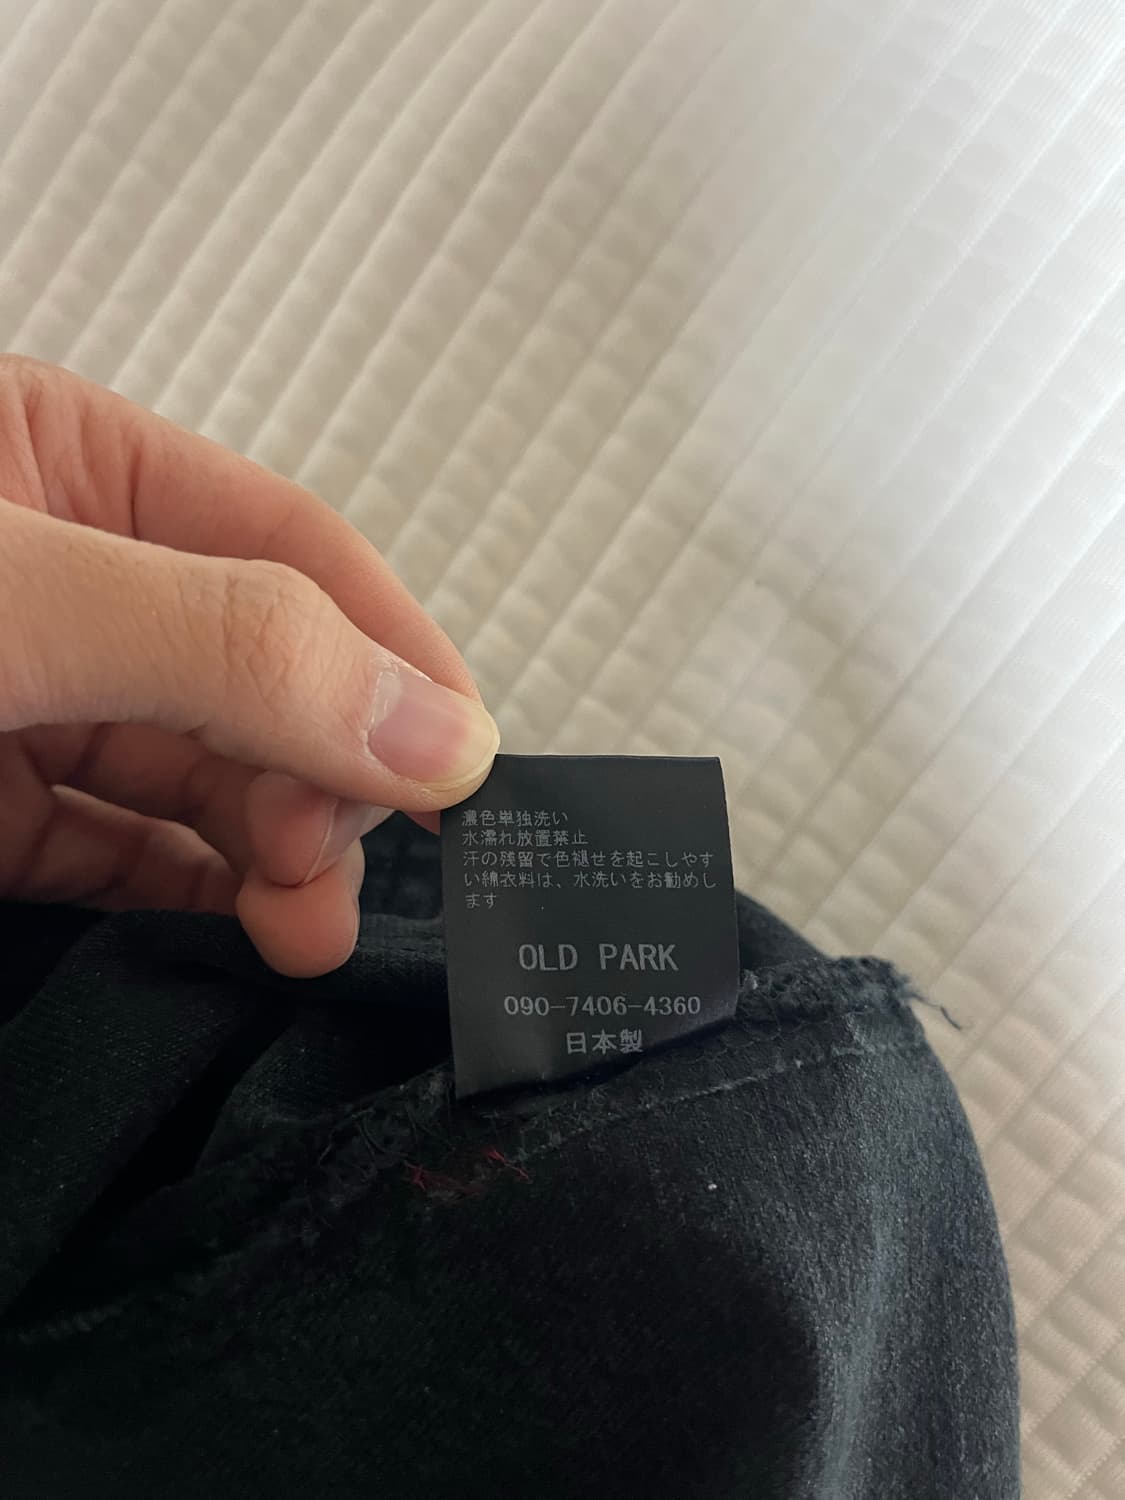 濃色単独洗い
水濡れ放置禁止
汗の残留で色褪せを起こしやす
い綿衣料は、水洗いをお勧めし
ます
OLD PARK
090-7406-4360
日本製